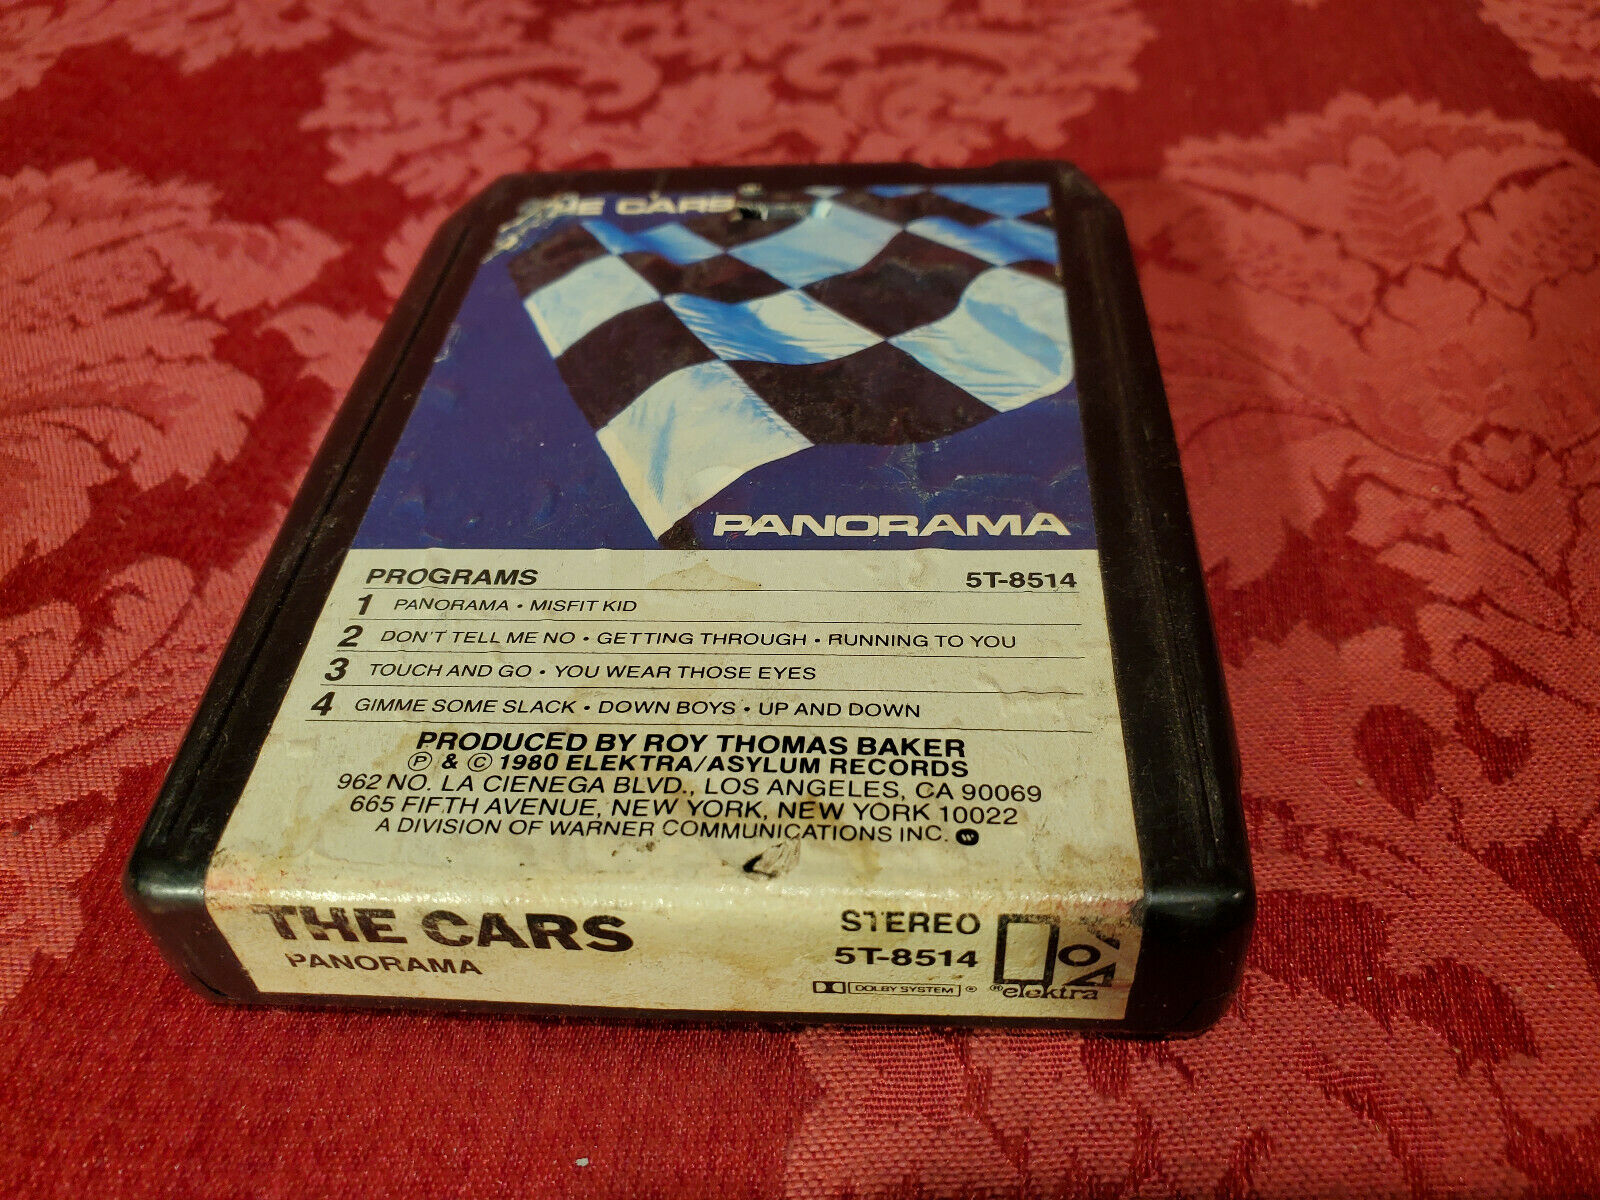 THE CARS
PANORAMA
PROGRAMS 5T-8514
1 PANORAMA • MISFIT KID
2 DON'T TELL ME NO • GETTING THROUGH • RUNNING TO YOU
3 TOUCH AND GO • YOU WEAR THOSE EYES
4 GIMME SOME SLACK • DOWN BOYS • UP AND DOWN
PRODUCED BY ROY THOMAS BAKER
℗ & © 1980 ELEKTRA/ASYLUM RECORDS
962 NO. LA CIENEGA BLVD., LOS ANGELES, CA 90069
665 FIFTH AVENUE, NEW YORK, NEW YORK 10022
A DIVISION OF WARNER COMMUNICATIONS INC.
THE CARS
PANORAMA
STEREO
5T-8514
DOLBY SYSTEM ®
® elektra